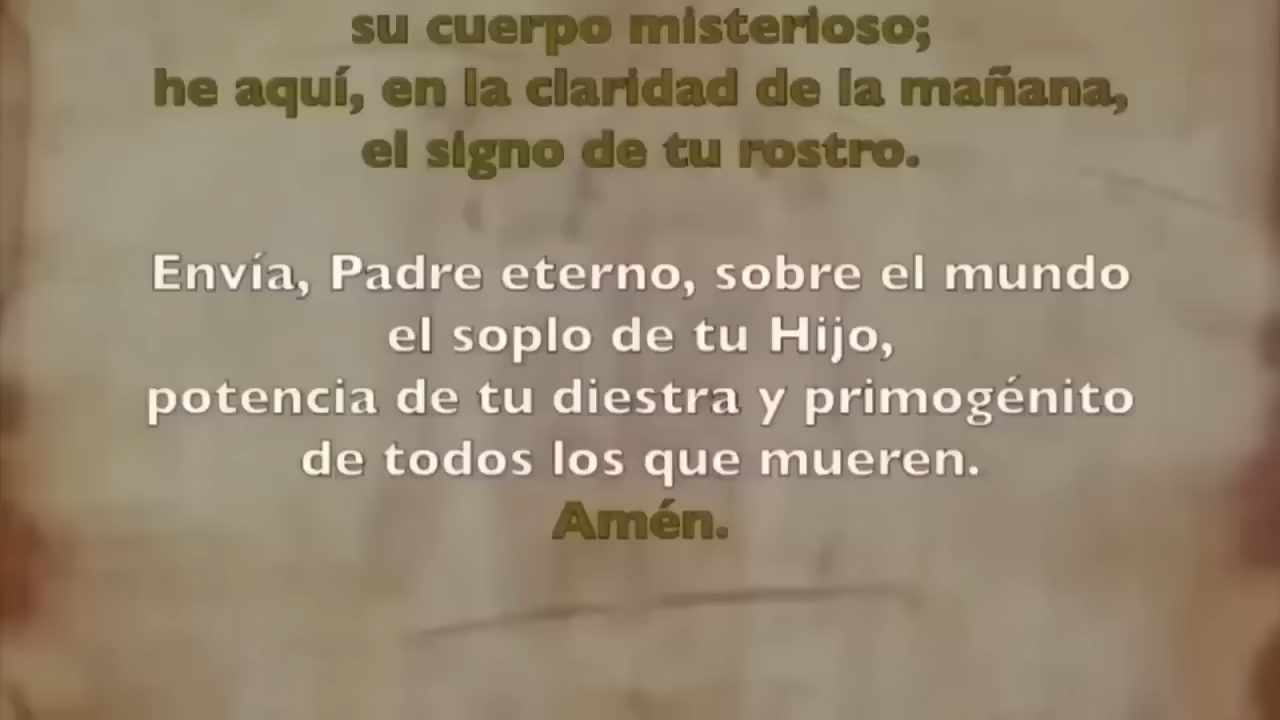 su cuerpo misterioso;
he aquí, en la claridad de la mañana,
el signo de tu rostro.
Envía, Padre eterno, sobre el mundo
el soplo de tu Hijo,
potencia de tu diestra y primogénito
de todos los que mueren.
Amén.